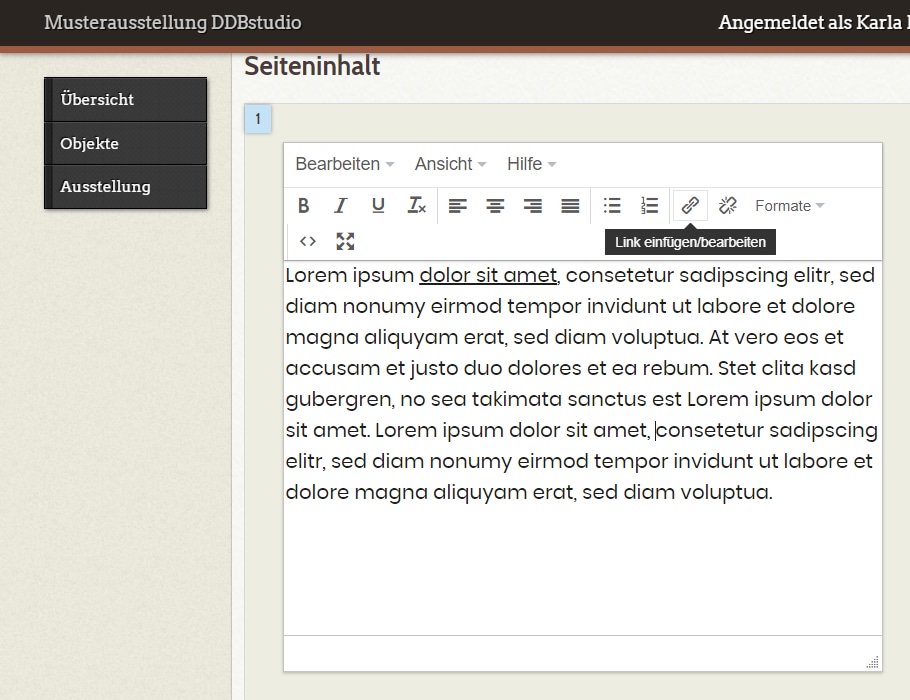 Musterausstellung DDBstudio
Angemeldet als Karla
Übersicht
Objekte
Ausstellung
Seiteninhalt
1
Bearbeiten Ansicht Hilfe
B I U Tx Formate
Link einfügen/bearbeiten
Lorem ipsum dolor sit amet, consetetur sadipscing elitr, sed
diam nonumy eirmod tempor invidunt ut labore et dolore
magna aliquyam erat, sed diam voluptua. At vero eos et
accusam et justo duo dolores et ea rebum. Stet clita kasd
gubergren, no sea takimata sanctus est Lorem ipsum dolor
sit amet. Lorem ipsum dolor sit amet, consetetur sadipscing
elitr, sed diam nonumy eirmod tempor invidunt ut labore et
dolore magna aliquyam erat, sed diam voluptua.